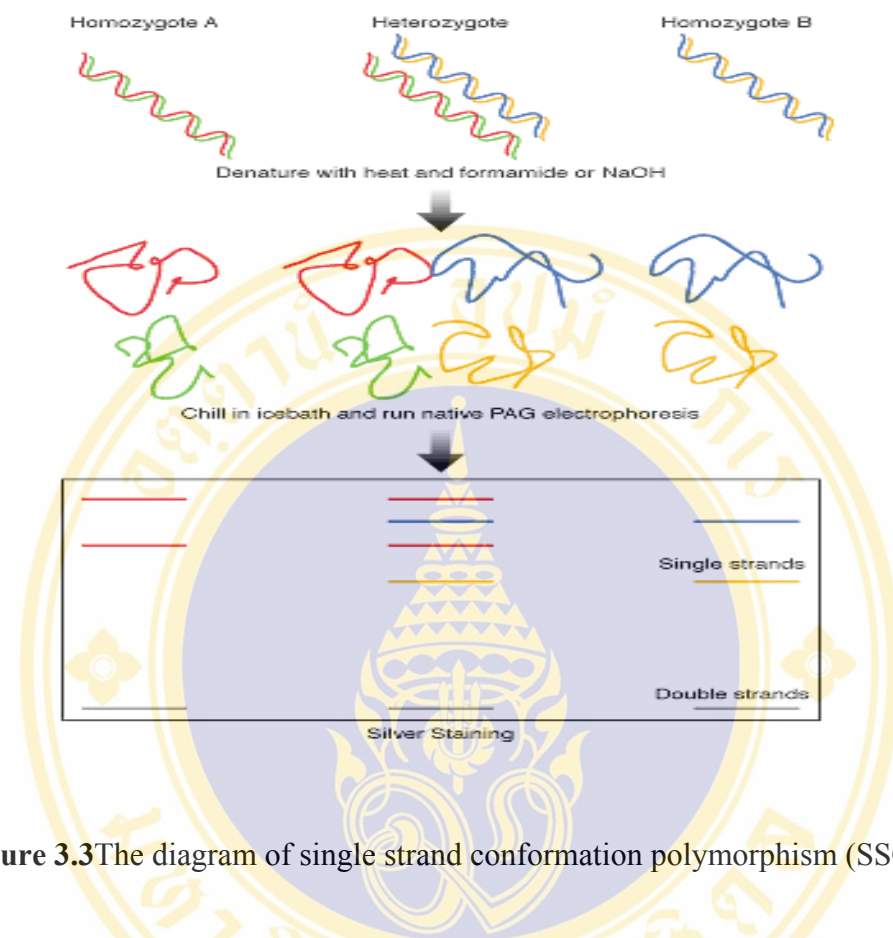 Homozygote A Heterozygote Homozygote B
Denature with heat and formamide or NaOH
Chill in icebath and run native PAG electrophoresis
Single strands
Double strands
Silver Staining
ure 3.3The diagram of single strand conformation polymorphism (SS